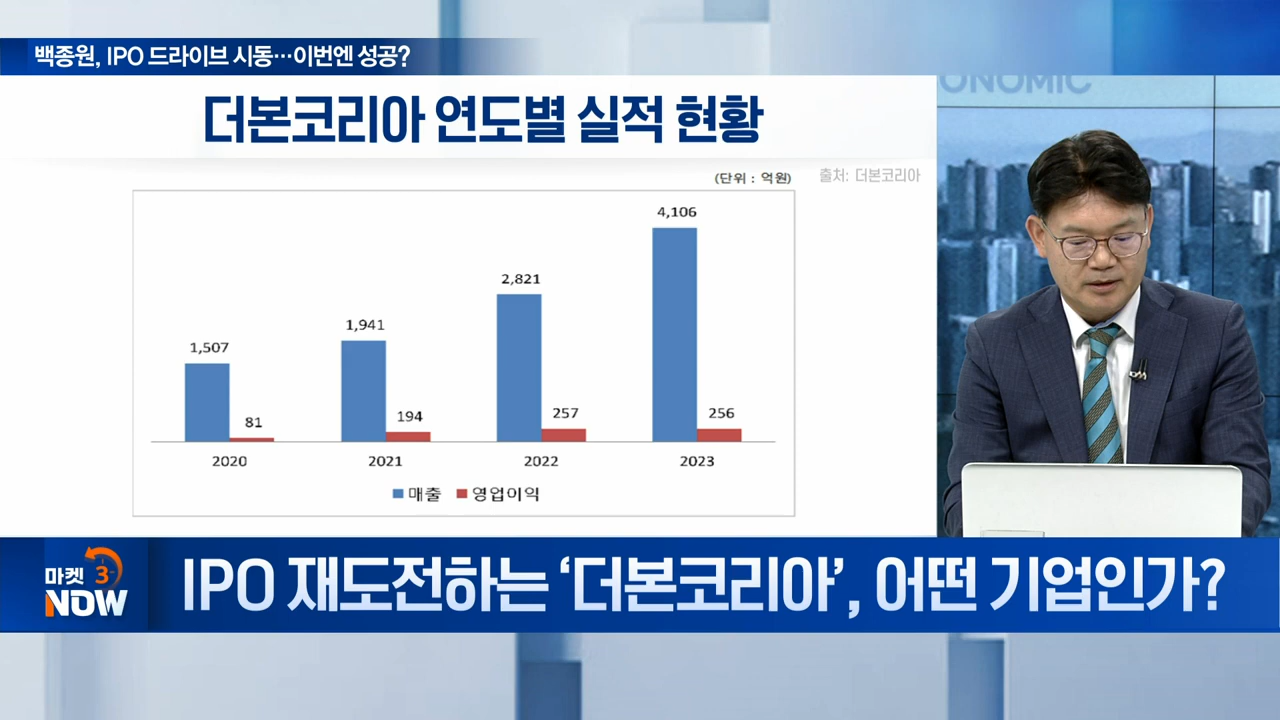 백종원, IPO 드라이브 시동…이번엔 성공?
ONOMIC
더본코리아 연도별 실적 현황
(단위 : 억원)
출처: 더본코리아
4,106
2,821
1,941
1,507
81
194
257
256
2020
2021
2022
2023
매출
영업이익
마켓 3
NOW
IPO 재도전하는 ‘더본코리아’, 어떤 기업인가?